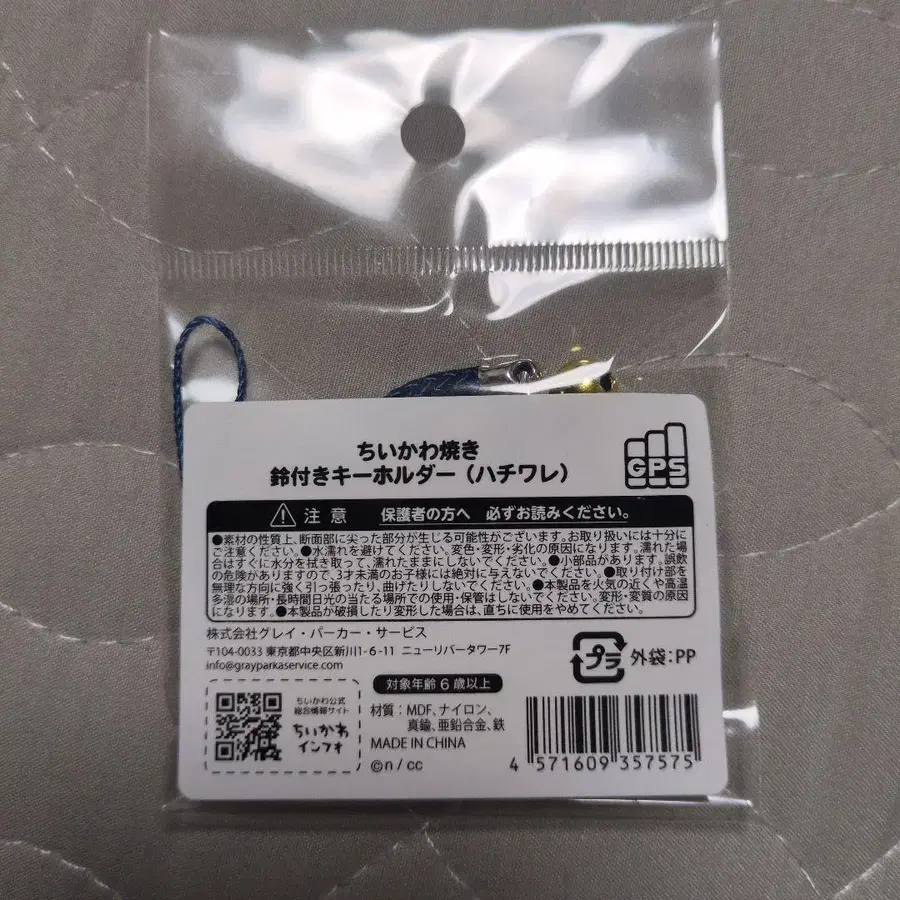 ちいかわ焼き
鈴付きキーホルダー（ハチワレ）
GPS
注意 保護者の方へ 必ずお読みください。
●素材の性質上、断面部に尖った部分が生じる可能性がございます。お取り扱いには十分に
ご注意ください。●水濡れを避けてください。変色・変形・劣化の原因になります。濡れた場
合はすぐに水分を拭き取って、濡れたままにしないでください。●小部品があります。誤飲
の危険がありますので、3才未満のお子様には絶対に与えないでください。●取り付け部を
無理な方向に強く引っ張ったり、曲げたりしないでください。●本製品を火気の近くや高温
多湿の場所・長時間日光の当たる場所での使用・保管はしないでください。変形・変質の原因
になります。●本製品が破損したり変形した場合は、直ちに使用をやめてください。
株式会社グレイ・パーカー・サービス
〒104-0033 東京都中央区新川1-6-11 ニューリバータワー7F
info@grayparkaservice.com
プラ 外袋:PP
ちいかわ公式
総合情報サイト
ちいかわ
インフォ
対象年齢6歳以上
材質：MDF、ナイロン、
真鍮、亜鉛合金、鉄
MADE IN CHINA
©n / cc
4 571609 357575